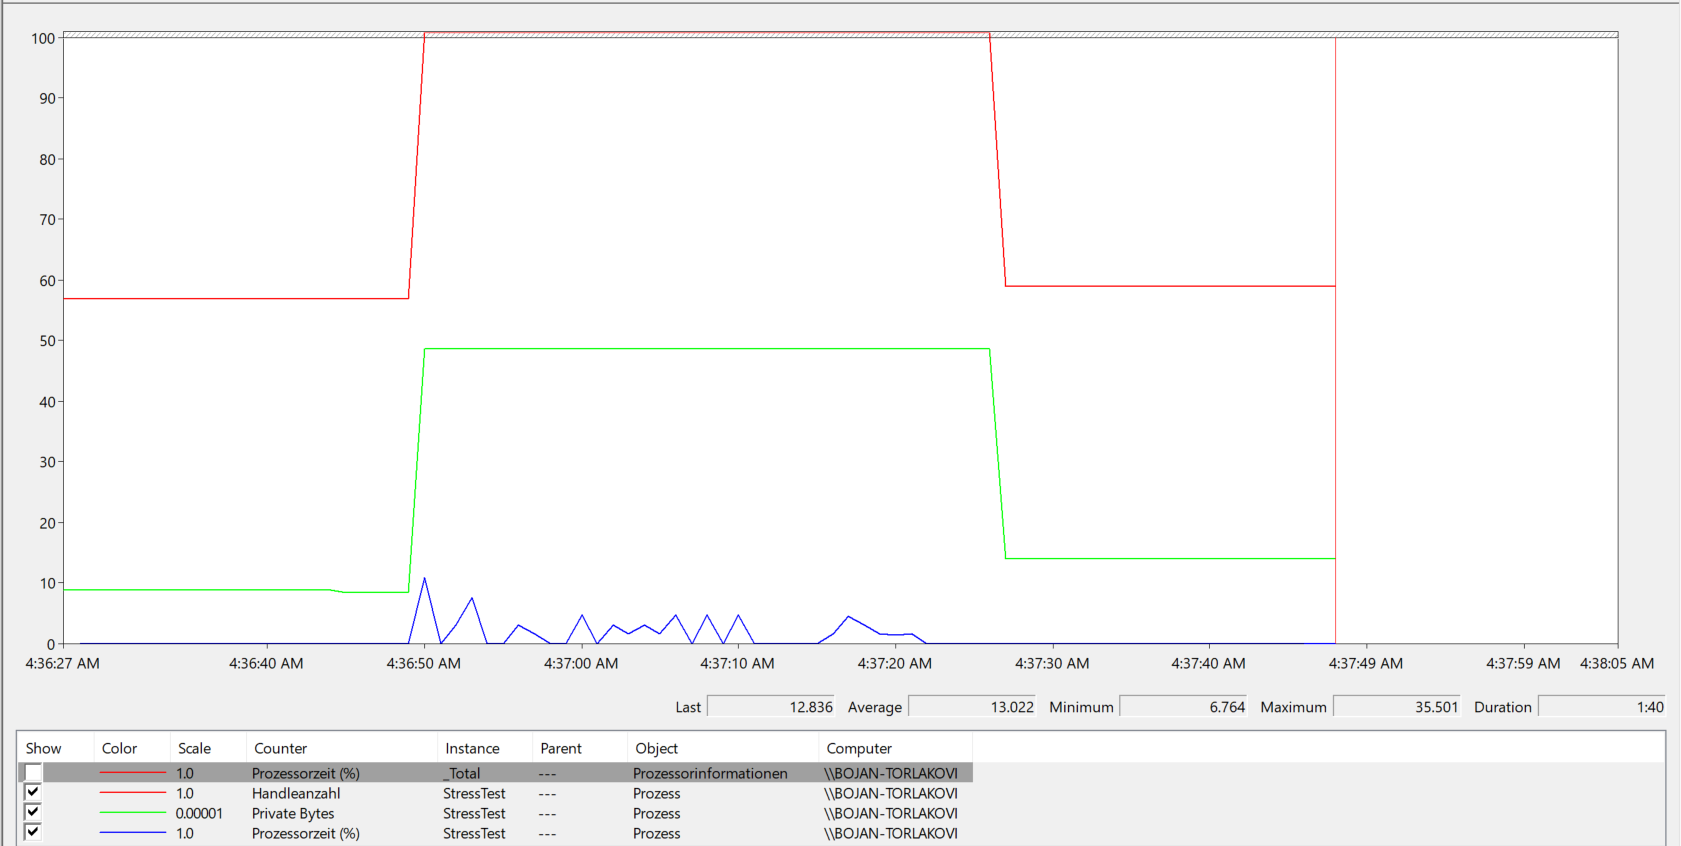 100
90
80
70
60
50
40
30
20
10
0
4:36:27 AM 4:36:40 AM 4:36:50 AM 4:37:00 AM 4:37:10 AM 4:37:20 AM 4:37:30 AM 4:37:40 AM 4:37:49 AM 4:37:59 AM 4:38:05 AM
Last 12.836 Average 13.022 Minimum 6.764 Maximum 35.501 Duration 1:40
Show Color Scale Counter Instance Parent Object Computer
1.0 Prozessorzeit (%) _Total --- Prozessorinformationen \\BOJAN-TORLAKOVI
1.0 Handleanzahl StressTest --- Prozess \\BOJAN-TORLAKOVI
0.00001 Private Bytes StressTest --- Prozess \\BOJAN-TORLAKOVI
1.0 Prozessorzeit (%) StressTest --- Prozess \\BOJAN-TORLAKOVI